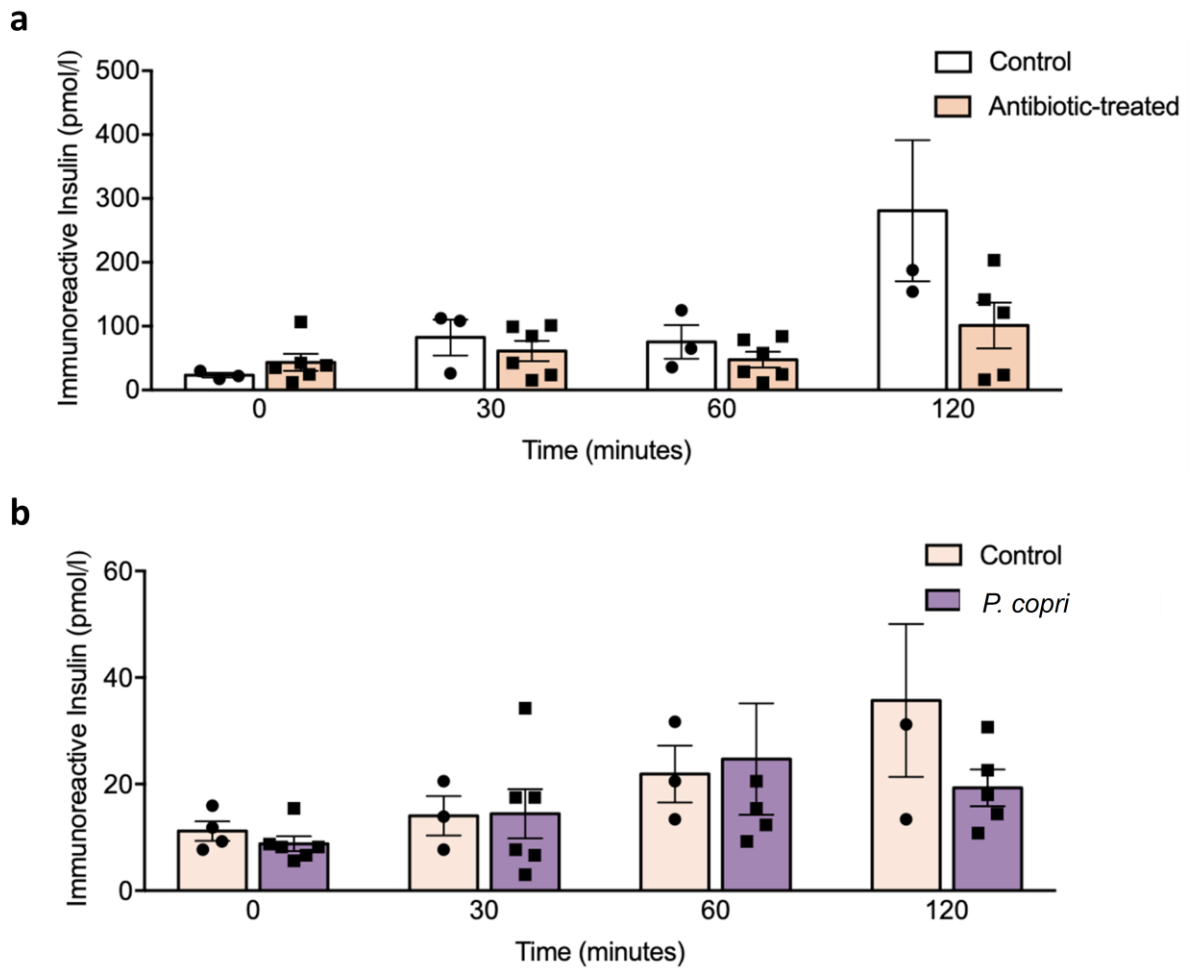 a
Immunoreactive Insulin (pmol/l)
500
400
300
200
100
0
Control
Antibiotic-treated
0 30 60 120
Time (minutes)
b
Immunoreactive Insulin (pmol/l)
60
40
20
0
Control
P. copri
0 30 60 120
Time (minutes)